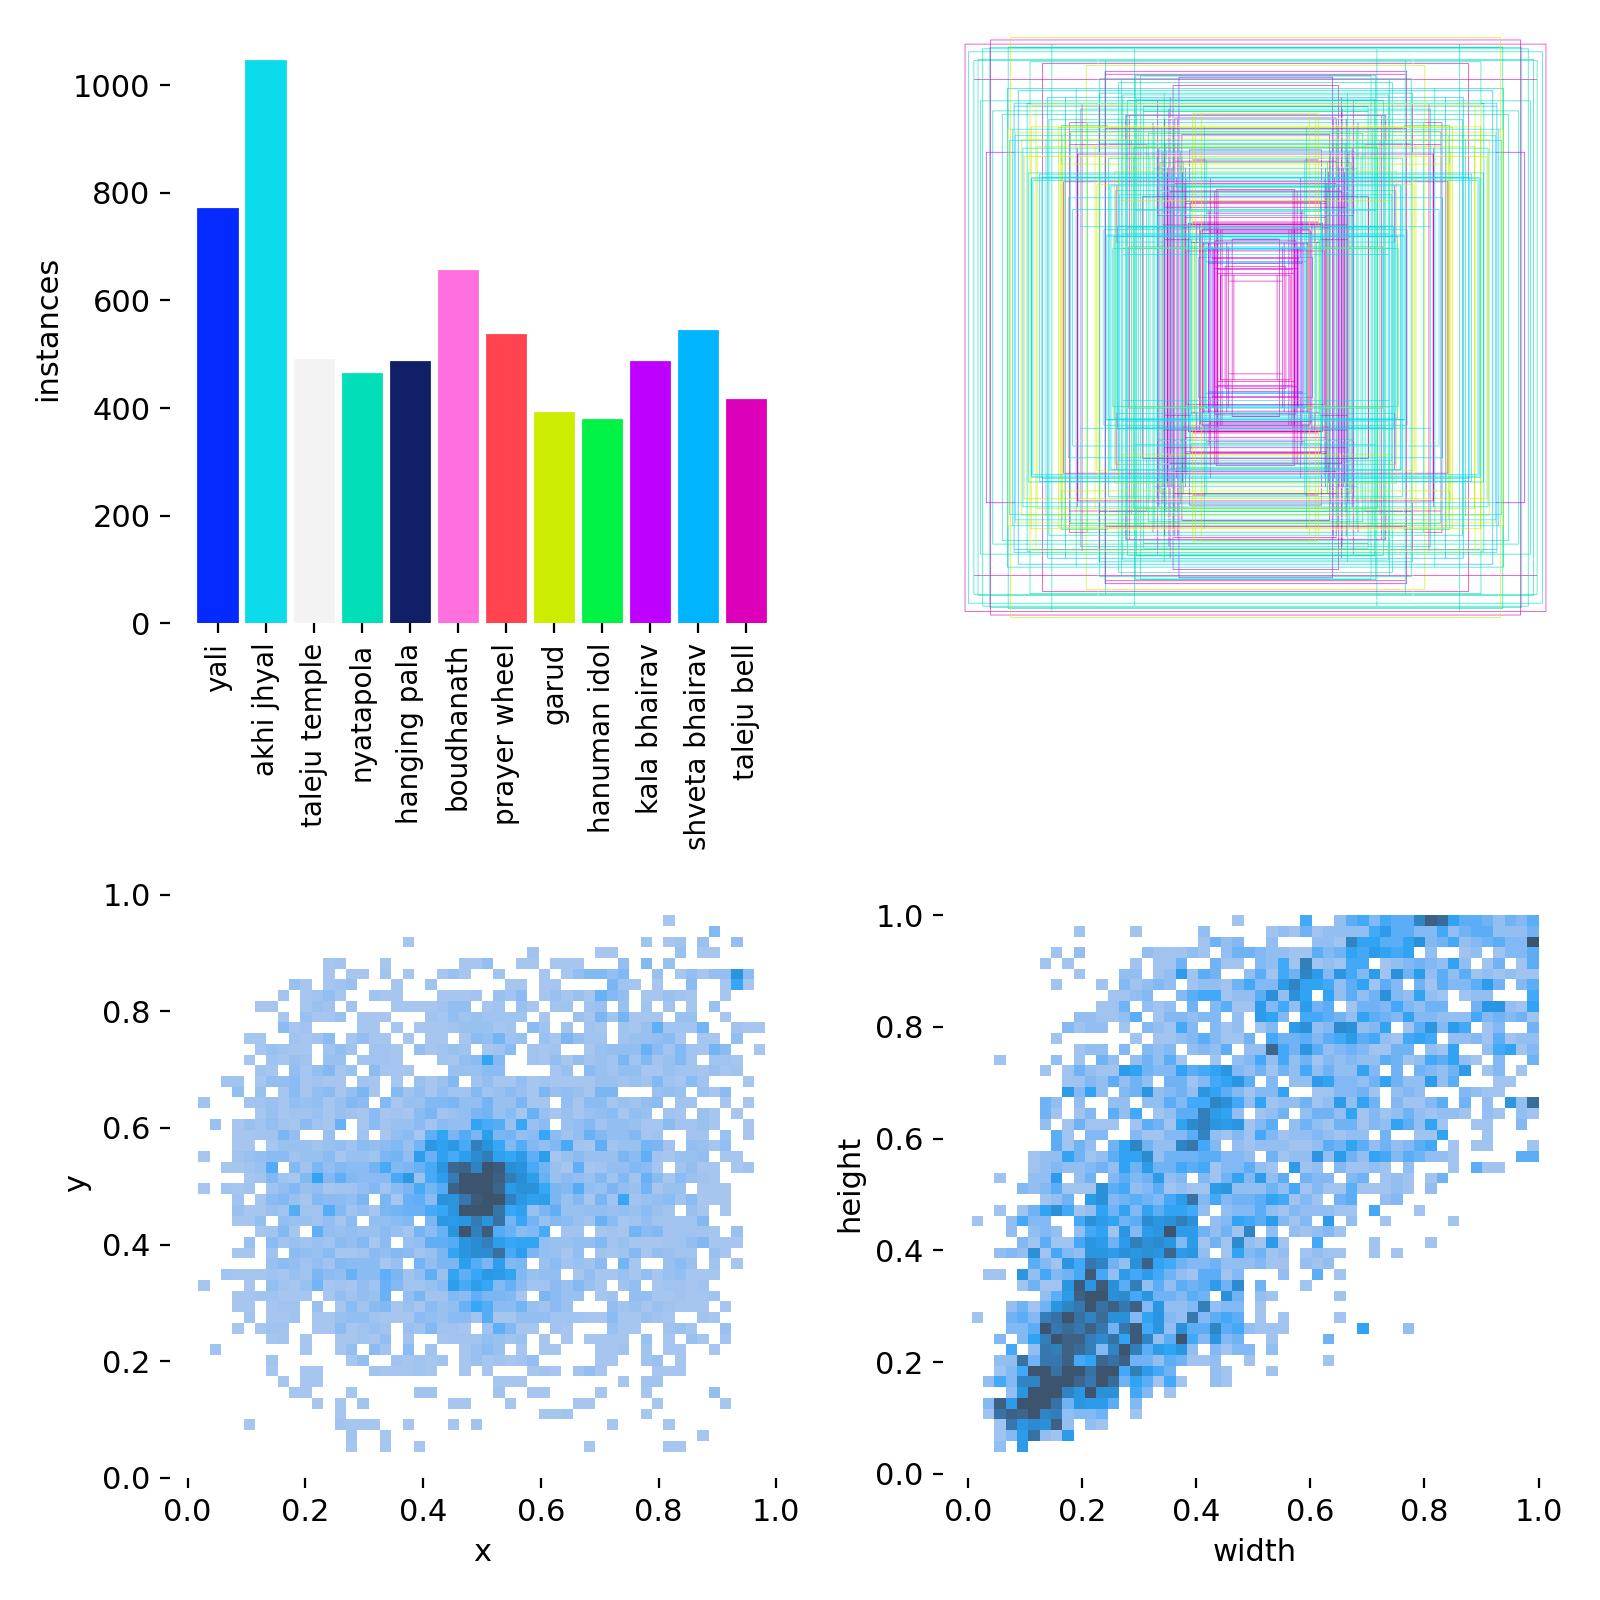 1000
800
600
400
200
0
instances
yali
akhi jhyal
taleju temple
nyatapola
hanging pala
boudhanath
prayer wheel
garud
hanuman idol
kala bhairav
shveta bhairav
taleju bell
1.0
0.8
0.6
0.4
0.2
0.0
y
0.0 0.2 0.4 0.6 0.8 1.0
x
1.0
0.8
0.6
0.4
0.2
0.0
height
0.0 0.2 0.4 0.6 0.8 1.0
width